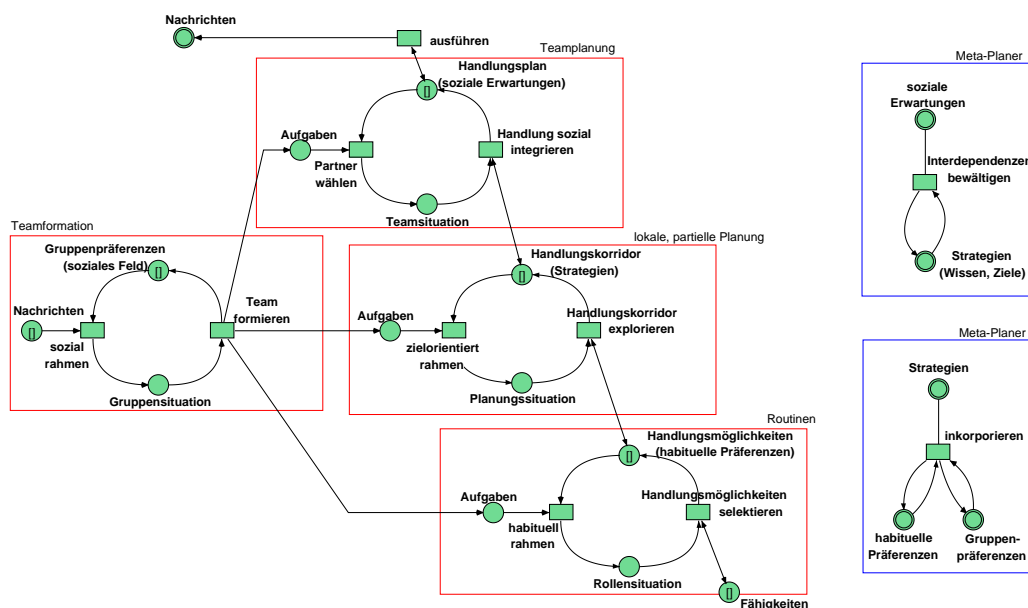 Nachrichten
ausführen
Teamplanung
Handlungsplan
(soziale Erwartungen)
[]
Aufgaben
Partner
wählen
Handlung sozial
integrieren
Teamsituation
Teamformation
Gruppenpräferenzen
(soziales Feld)
[]
Nachrichten
[]
sozial
rahmen
Team
formieren
Gruppensituation
lokale, partielle Planung
Handlungskorridor
(Strategien)
[]
Aufgaben
zielorientiert
rahmen
Handlungskorridor
explorieren
Planungssituation
Routinen
Handlungsmöglichkeiten
(habituelle Präferenzen)
[]
Aufgaben
habituell
rahmen
Handlungsmöglichkeiten
selektieren
Rollensituation
[]
Fähigkeiten
Meta-Planer
soziale
Erwartungen
Interdependenzen
bewältigen
Strategien
(Wissen, Ziele)
Meta-Planer
Strategien
inkorporieren
habituelle
Präferenzen
Gruppen-
präferenzen